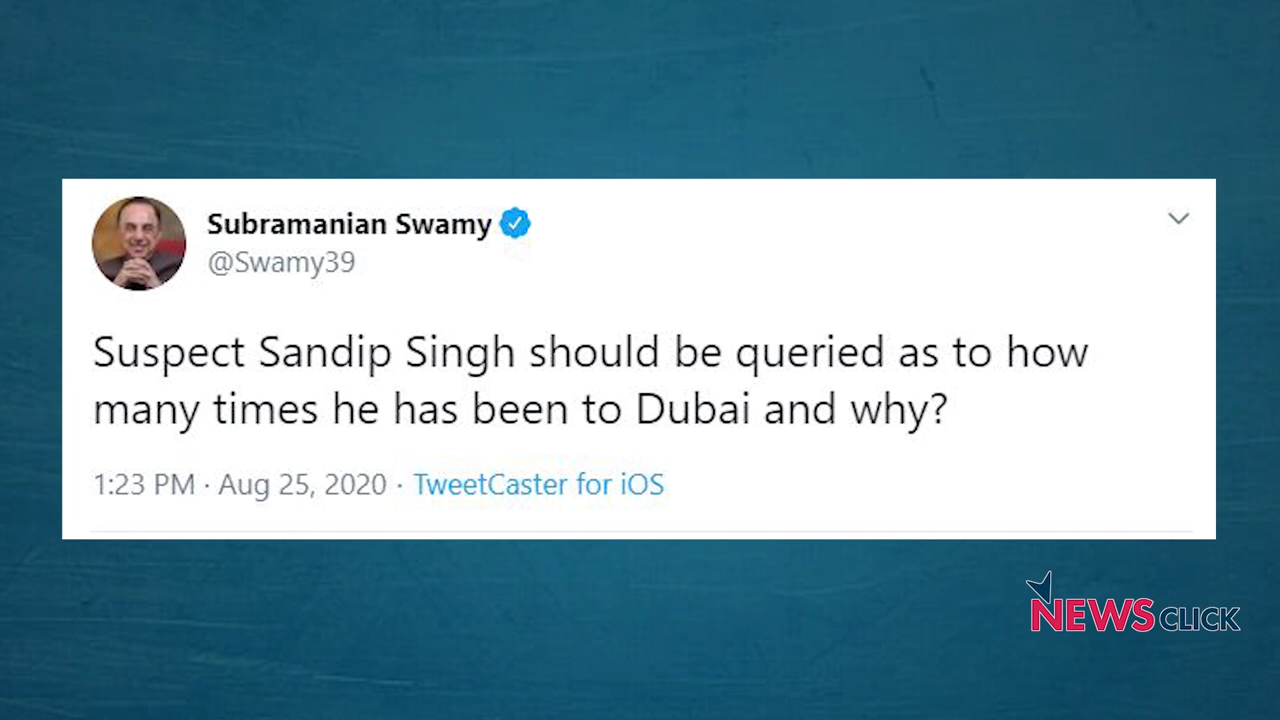 Subramanian Swamy
@Swamy39
Suspect Sandip Singh should be queried as to how
many times he has been to Dubai and why?
1:23 PM · Aug 25, 2020 · TweetCaster for iOS
NEWSCLICK